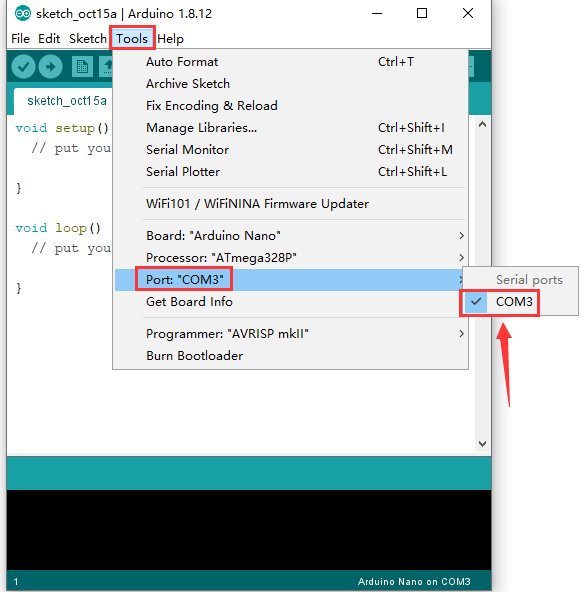 sketch_oct15a | Arduino 1.8.12
File Edit Sketch Tools Help
sketch_oct15a
void setup()
// put you
}
void loop()
// put you
}
Auto Format Ctrl+T
Archive Sketch
Fix Encoding & Reload
Manage Libraries... Ctrl+Shift+I
Serial Monitor Ctrl+Shift+M
Serial Plotter Ctrl+Shift+L
WiFi101 / WiFiNINA Firmware Updater
Board: "Arduino Nano"
Processor: "ATmega328P"
Port: "COM3"
Get Board Info
Programmer: "AVRISP mkII"
Burn Bootloader
Serial ports
COM3
1 Arduino Nano on COM3